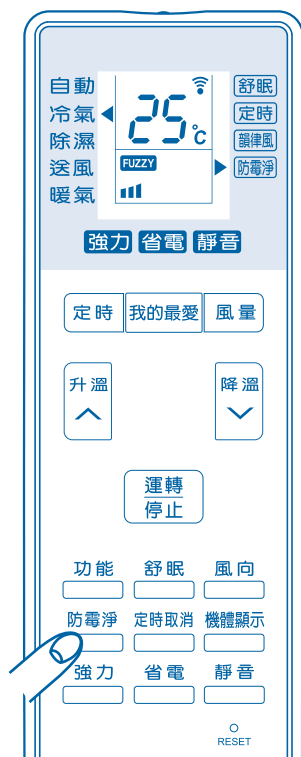 自動
冷氣
除濕
送風
暖氣
25°C
FUZZY
舒眠
定時
韻律風
防霉淨
強力 省電 靜音
定時 我的最愛 風量
升溫 降溫
運轉
停止
功能 舒眠 風向
防霉淨 定時取消 機體顯示
強力 省電 靜音
RESET